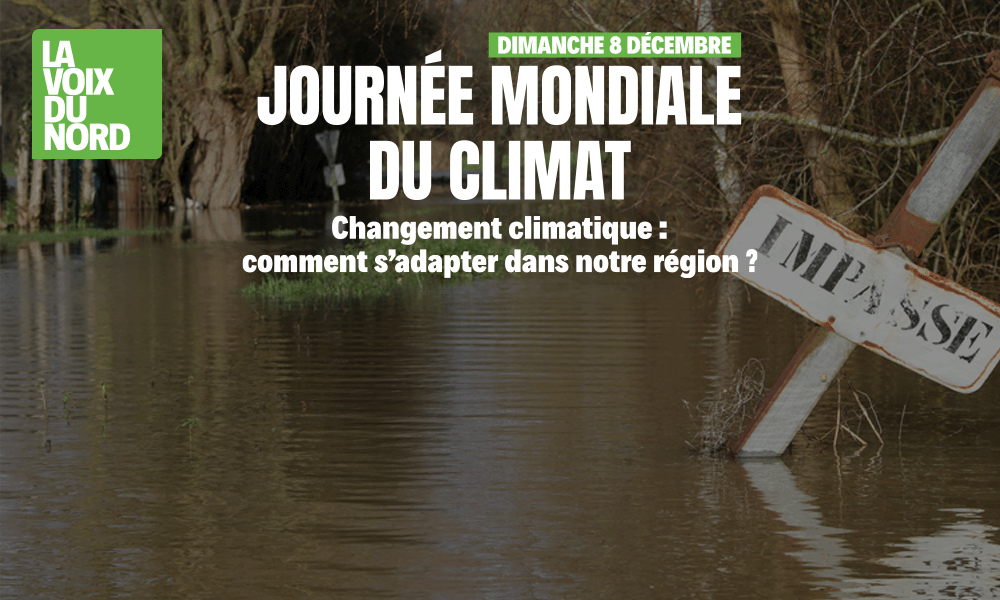 LA
VOIX
DU
NORD
DIMANCHE 8 DÉCEMBRE
JOURNÉE MONDIALE
DU CLIMAT
Changement climatique :
comment s’adapter dans notre région ?
IMPASSE